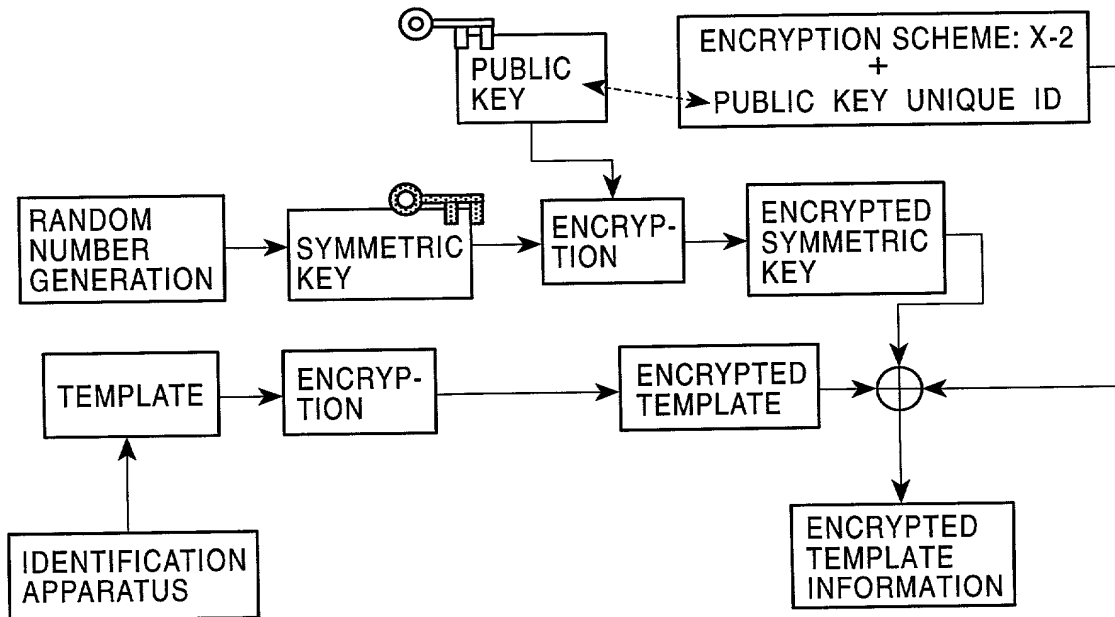 PUBLIC
KEY
ENCRYPTION SCHEME: X-2
+
PUBLIC KEY UNIQUE ID
RANDOM
NUMBER
GENERATION
SYMMETRIC
KEY
ENCRYP-
TION
ENCRYPTED
SYMMETRIC
KEY
TEMPLATE
ENCRYP-
TION
ENCRYPTED
TEMPLATE
IDENTIFICATION
APPARATUS
ENCRYPTED
TEMPLATE
INFORMATION